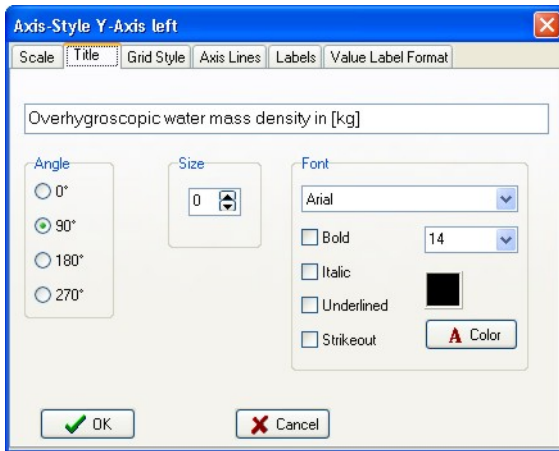 Axis-Style Y-Axis left
Scale Title Grid Style Axis Lines Labels Value Label Format
Overhygroscopic water mass density in [kg]
Angle Size Font
0°
0
Arial
90°
Bold
14
180°
Italic
270°
Underlined
Strikeout
A Color
OK Cancel